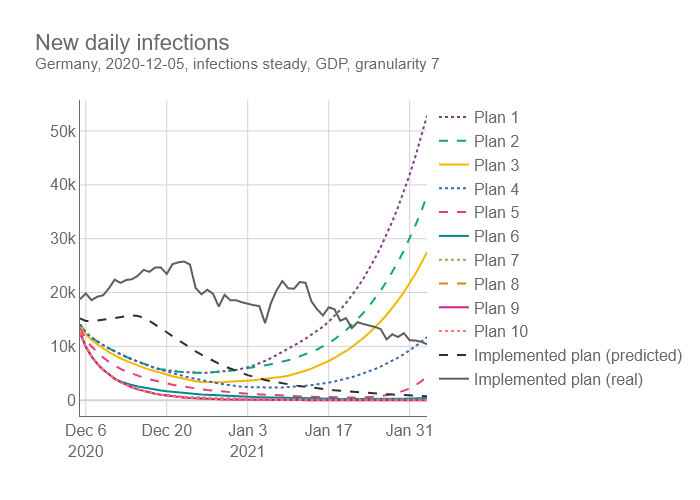 New daily infections
Germany, 2020-12-05, infections steady, GDP, granularity 7
50k
40k
30k
20k
10k
0
Dec 6
2020
Dec 20
Jan 3
2021
Jan 17
Jan 31
Plan 1
Plan 2
Plan 3
Plan 4
Plan 5
Plan 6
Plan 7
Plan 8
Plan 9
Plan 10
Implemented plan (predicted)
Implemented plan (real)